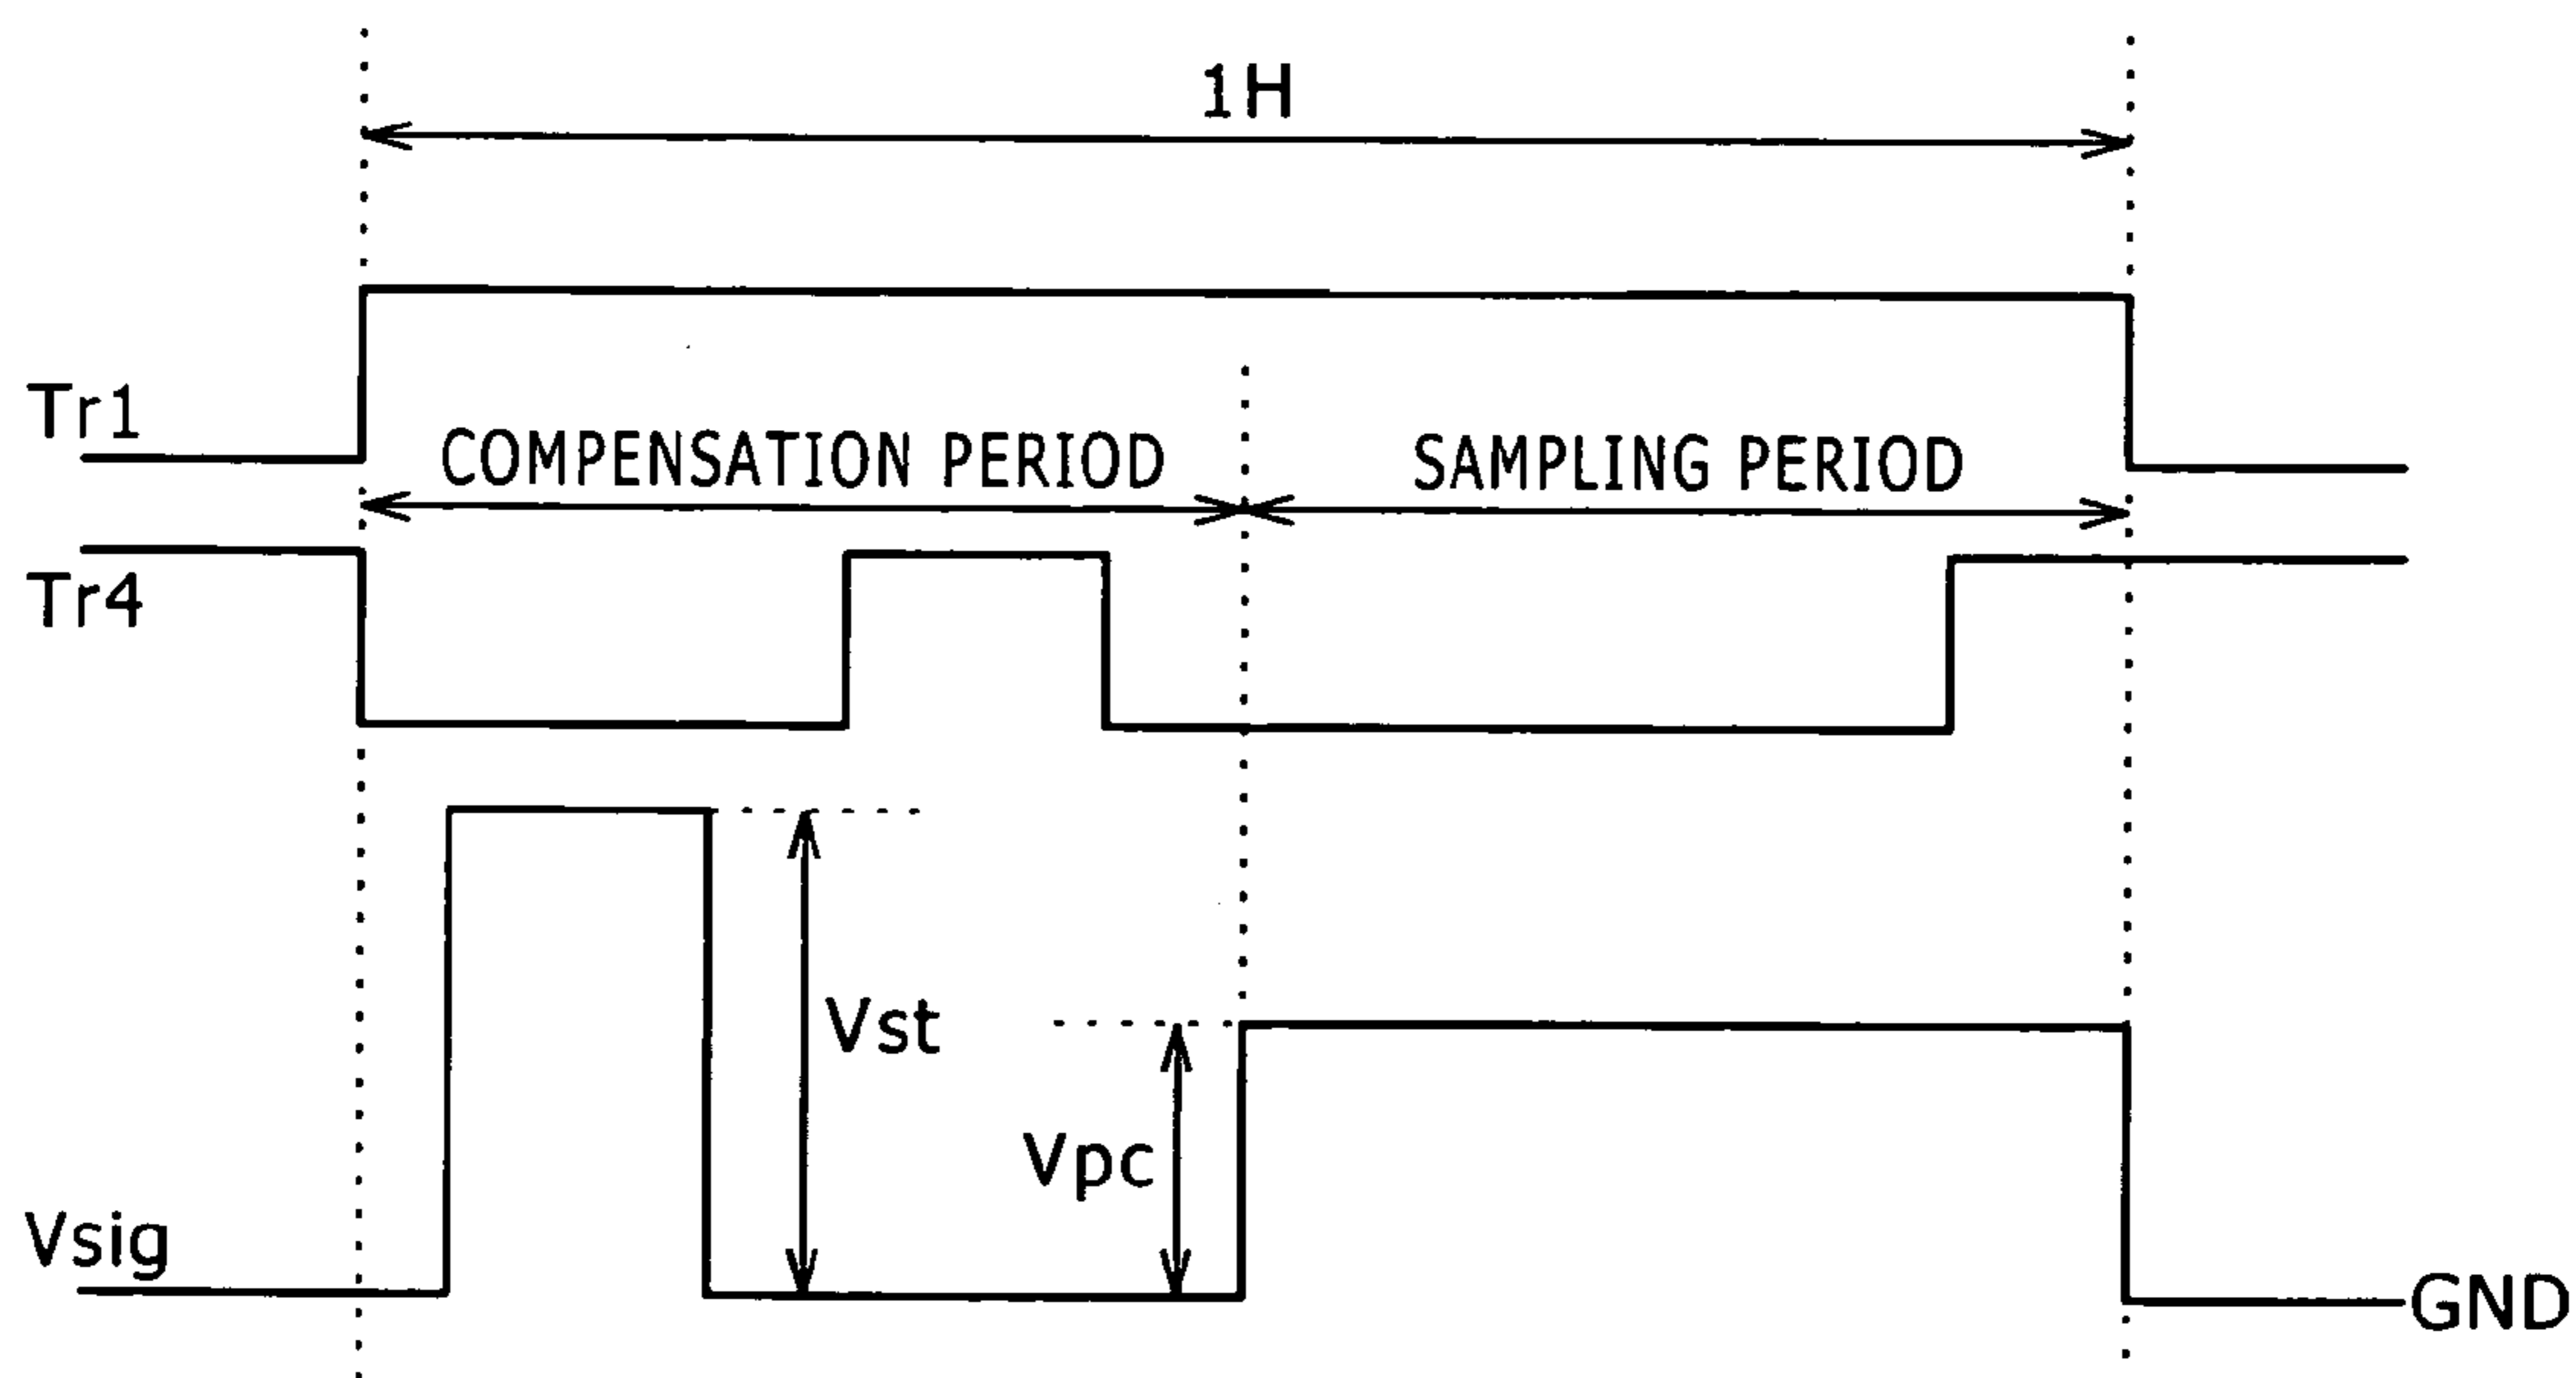 1H
Tr1
COMPENSATION PERIOD
SAMPLING PERIOD
Tr4
Vst
Vpc
Vsig
GND